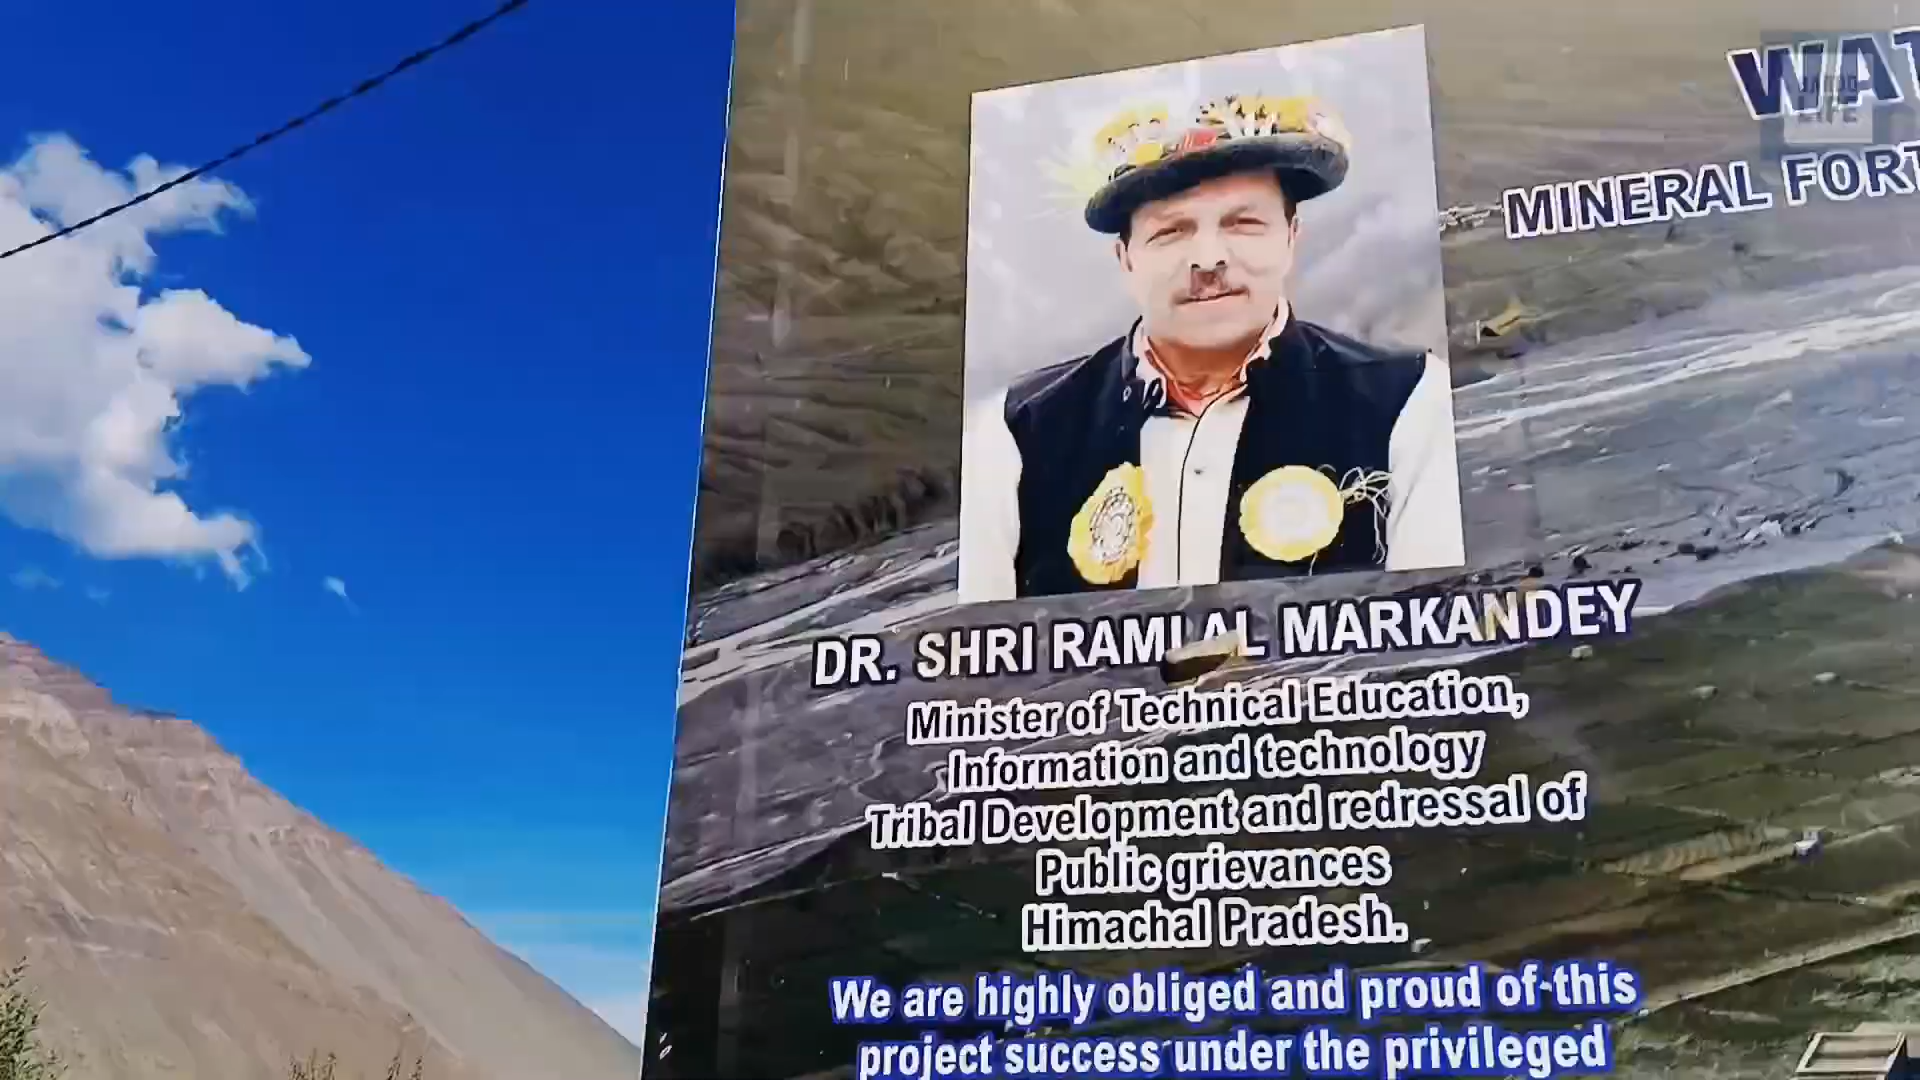 WAT
MINERAL FORT
DR. SHRI RAMLAL MARKANDEY
Minister of Technical Education,
Information and technology
Tribal Development and redressal of
Public grievances
Himachal Pradesh.
We are highly obliged and proud of this
project success under the privileged